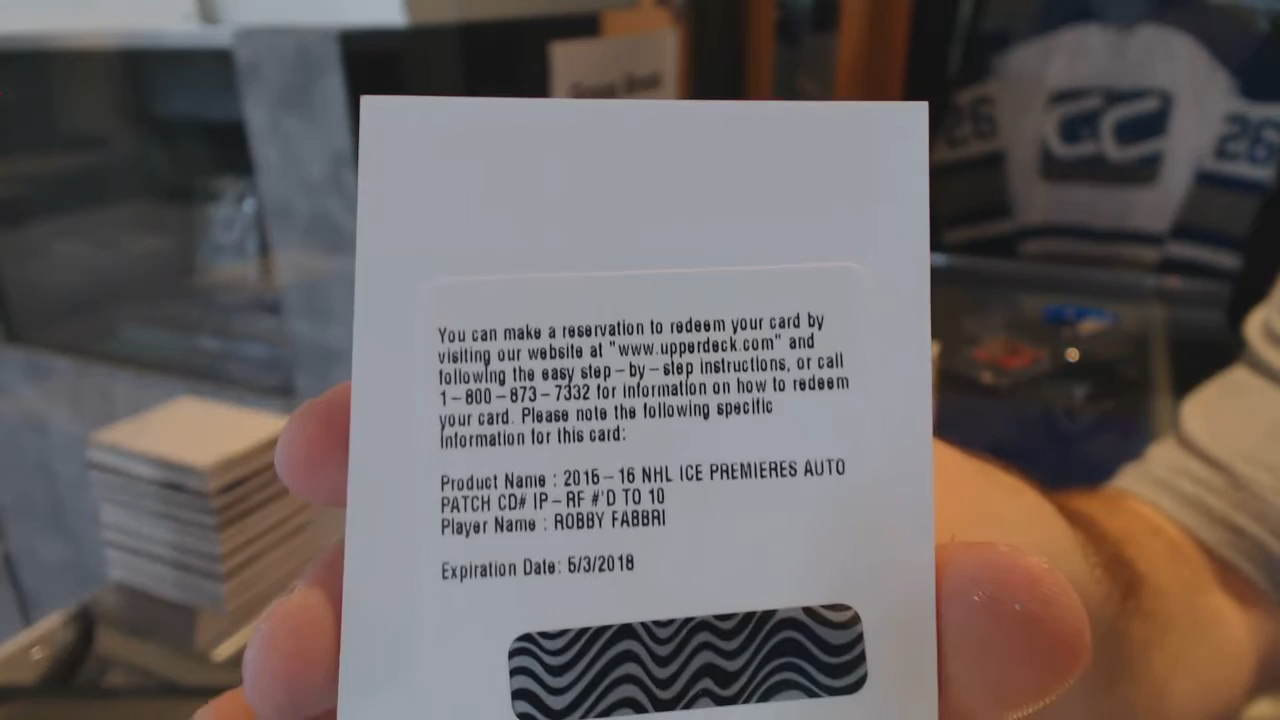 You can make a reservation to redeem your card by
visiting our website at "www.upperdeck.com" and
following the easy step-by-step instructions, or call
1-800-873-7332 for information on how to redeem
your card. Please note the following specific
information for this card:
Product Name : 2015-16 NHL ICE PREMIERES AUTO
PATCH CD# IP-RF #'D TO 10
Player Name : ROBBY FABBRI
Expiration Date: 5/3/2018
26
CC
26